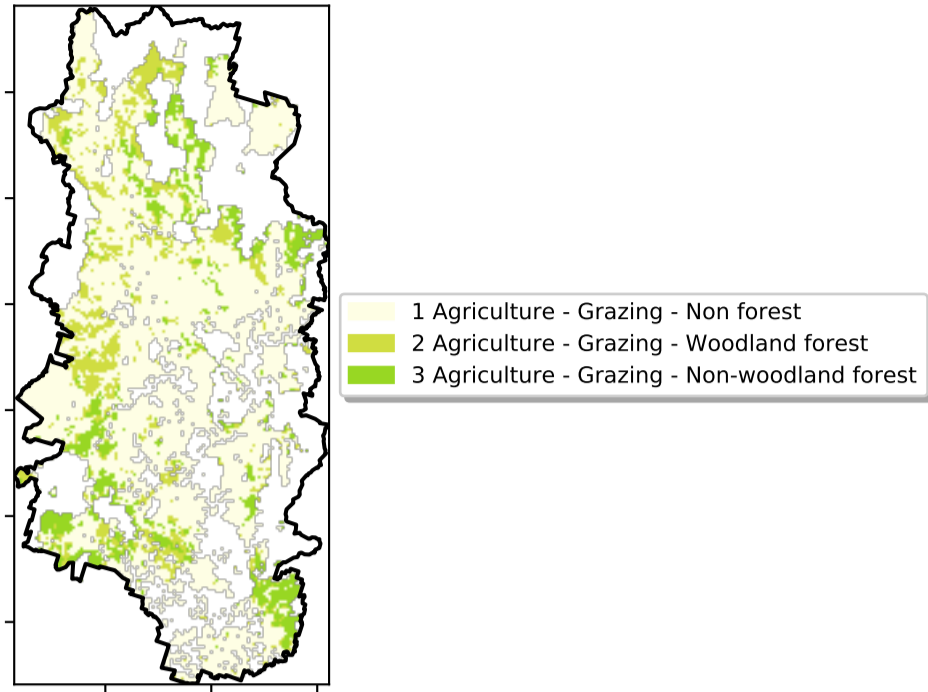 1 Agriculture - Grazing - Non forest
2 Agriculture - Grazing - Woodland forest
3 Agriculture - Grazing - Non-woodland forest